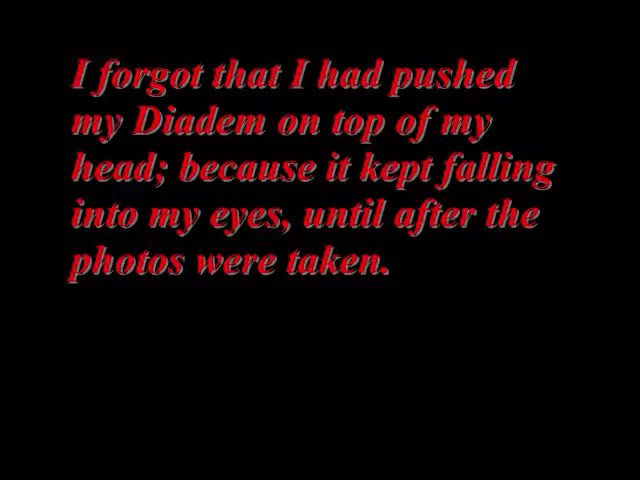 I forgot that I had pushed
my Diadem on top of my
head; because it kept falling
into my eyes, until after the
photos were taken.